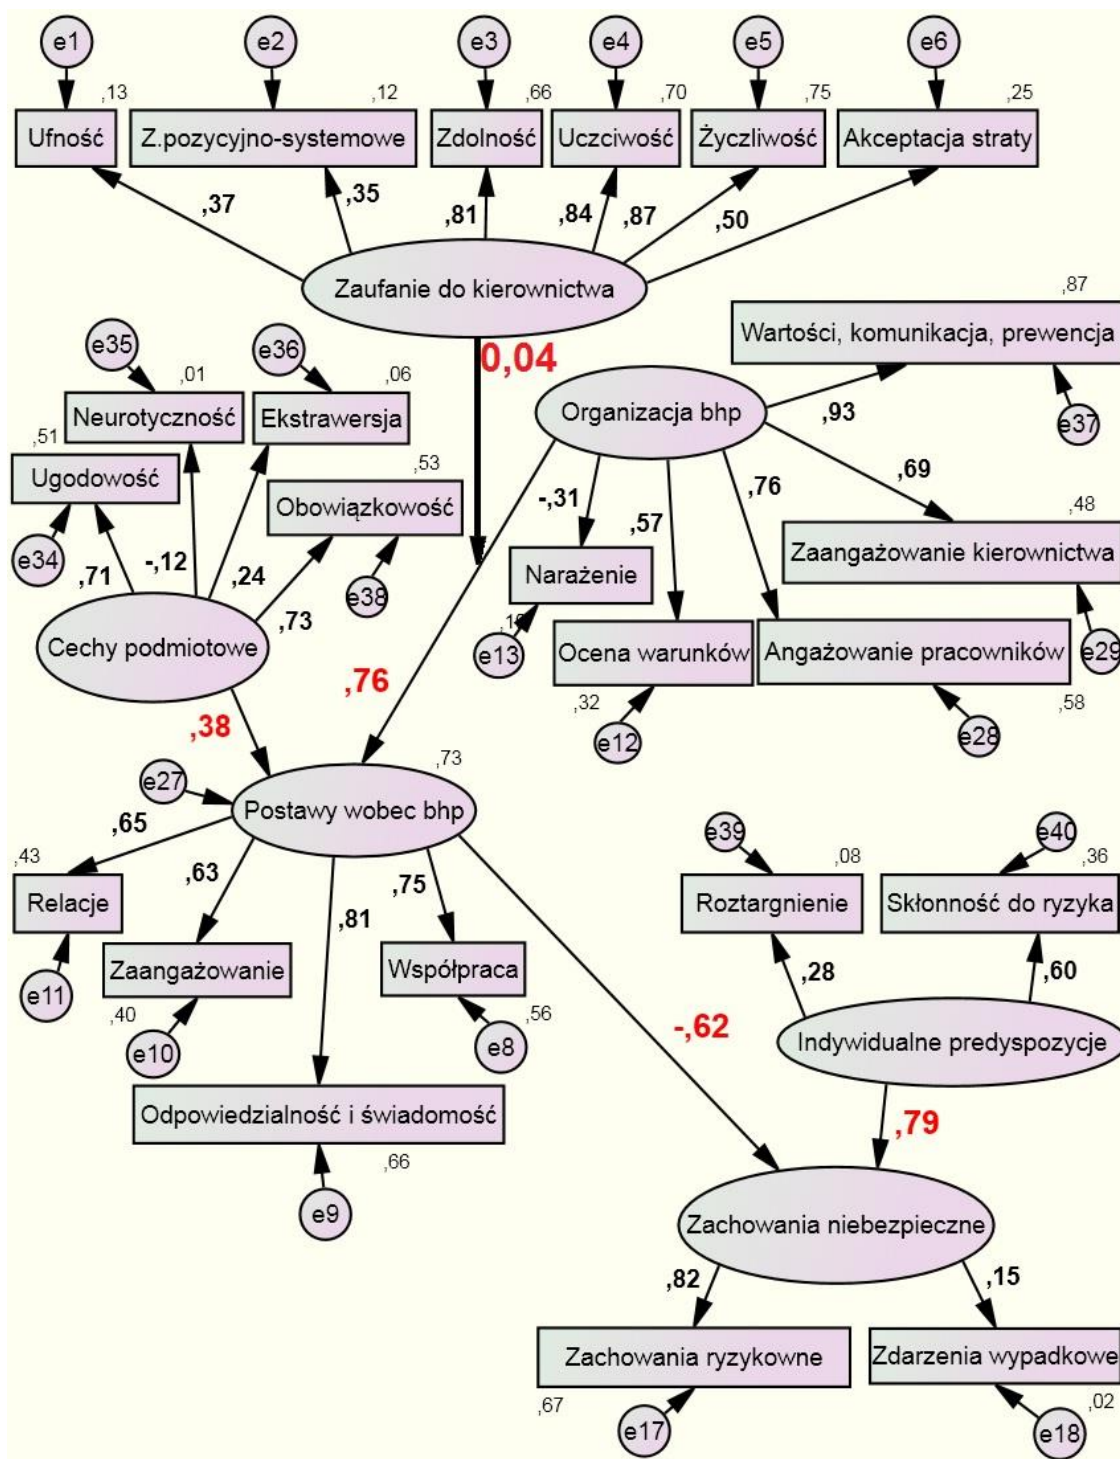 e1
e2
e3
e4
e5
e6
,13
,12
,66
,70
,75
,25
Ufność
Z.pozycyjno-systemowe
Zdolność
Uczciwość
Życzliwość
Akceptacja straty
,37
,35
,81
,84
,87
,50
Zaufanie do kierownictwa
0,04
,87
Wartości, komunikacja, prewencja
e37
Organizacja bhp
,93
,69
,76
,57
-,31
e35
e36
,01
,06
Neurotyczność
Ekstrawersja
,51
Ugodowość
,53
Obowiązkowość
e34
e38
,71
-,12
,24
,73
Cechy podmiotowe
,48
Zaangażowanie kierownictwa
e29
Narażenie
e13
Ocena warunków
,32
e12
Angażowanie pracowników
,58
e28
,76
,38
,73
e27
Postawy wobec bhp
,65
,63
,81
,75
,43
Relacje
e11
Zaangażowanie
,40
e10
Współpraca
,56
e8
Odpowiedzialność i świadomość
,66
e9
-,62
e39
e40
,08
,36
Roztargnienie
Skłonność do ryzyka
,28
,60
Indywidualne predyspozycje
,79
Zachowania niebezpieczne
,82
,15
Zachowania ryzykowne
Zdarzenia wypadkowe
,67
e17
,02
e18